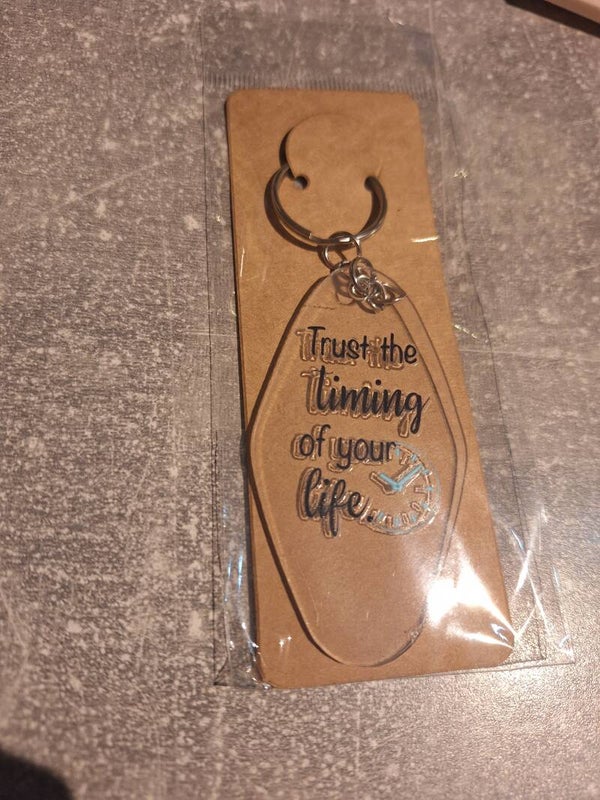 Trust the
timing
of your
life.